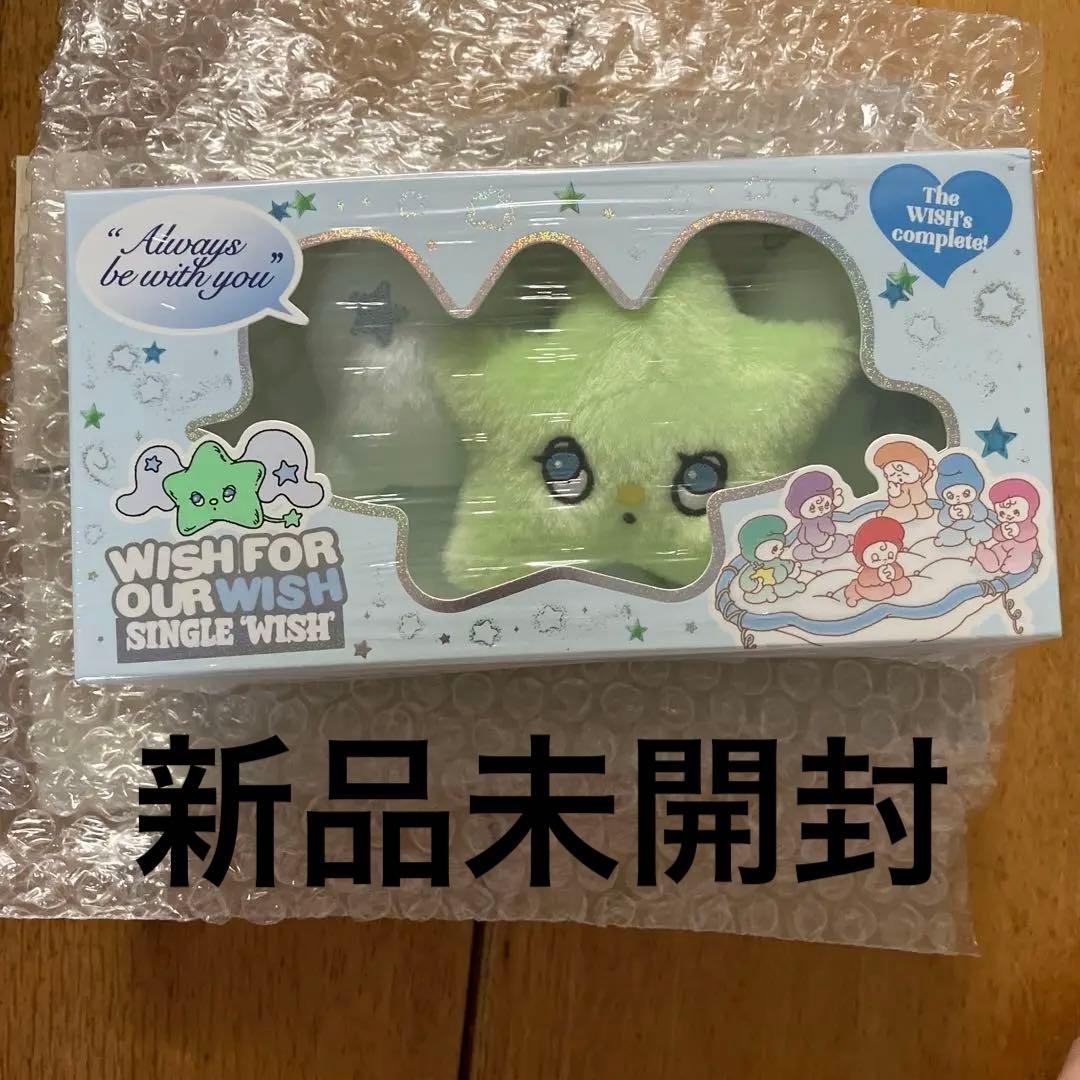 “Always
be with you”
The
WISH's
complete!
WISH FOR
OUR WISH
SINGLE 'WISH'
新品未開封